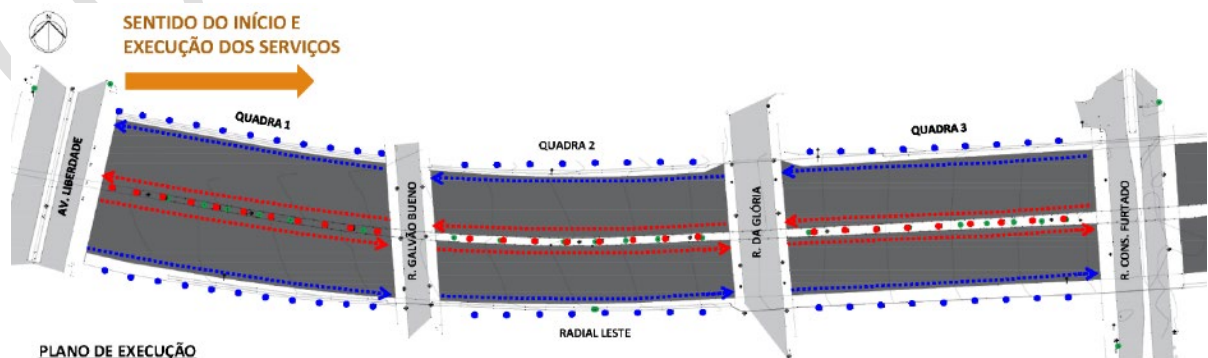 N
SENTIDO DO INÍCIO E
EXECUÇÃO DOS SERVIÇOS
QUADRA 1
QUADRA 2
QUADRA 3
AV. LIBERDADE
R. GALVÃO BUENO
R. DA GLÓRIA
R. CONS. FURTADO
RADIAL LESTE
PLANO DE EXECUÇÃO